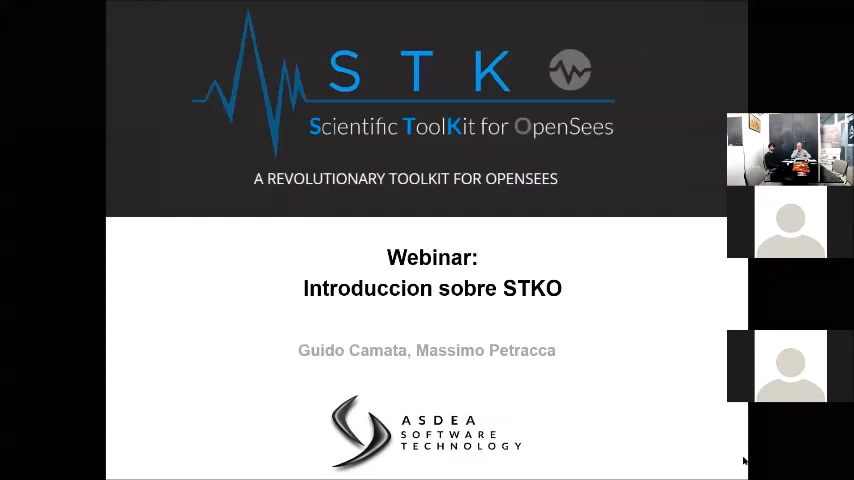 STKO
Scientific ToolKit for OpenSees
A REVOLUTIONARY TOOLKIT FOR OPENSEES
Webinar:
Introduccion sobre STKO
Guido Camata, Massimo Petracca
ASDEA
SOFTWARE
TECHNOLOGY